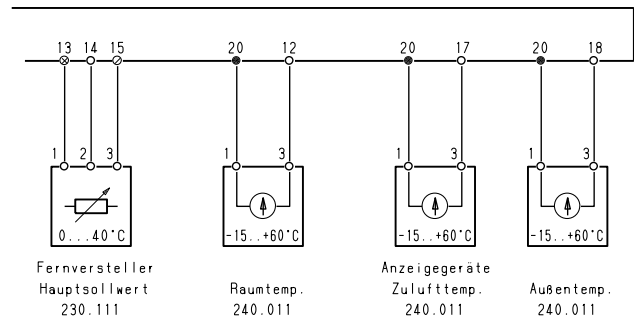 13 14 15 20 12 20 17 20 18
1 2 3 1 3 1 3 1 3
0...40°C -15..+60°C -15..+60°C -15..+60°C
Fernversteller Anzeigegeräte
Hauptsollwert Raumtemp. Zulufttemp. Außentemp.
230.111 240.011 240.011 240.011